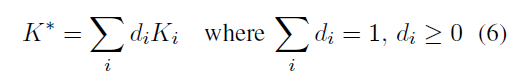 K* = ∑_i d_i K_i where ∑_i d_i = 1, d_i ≥ 0 (6)